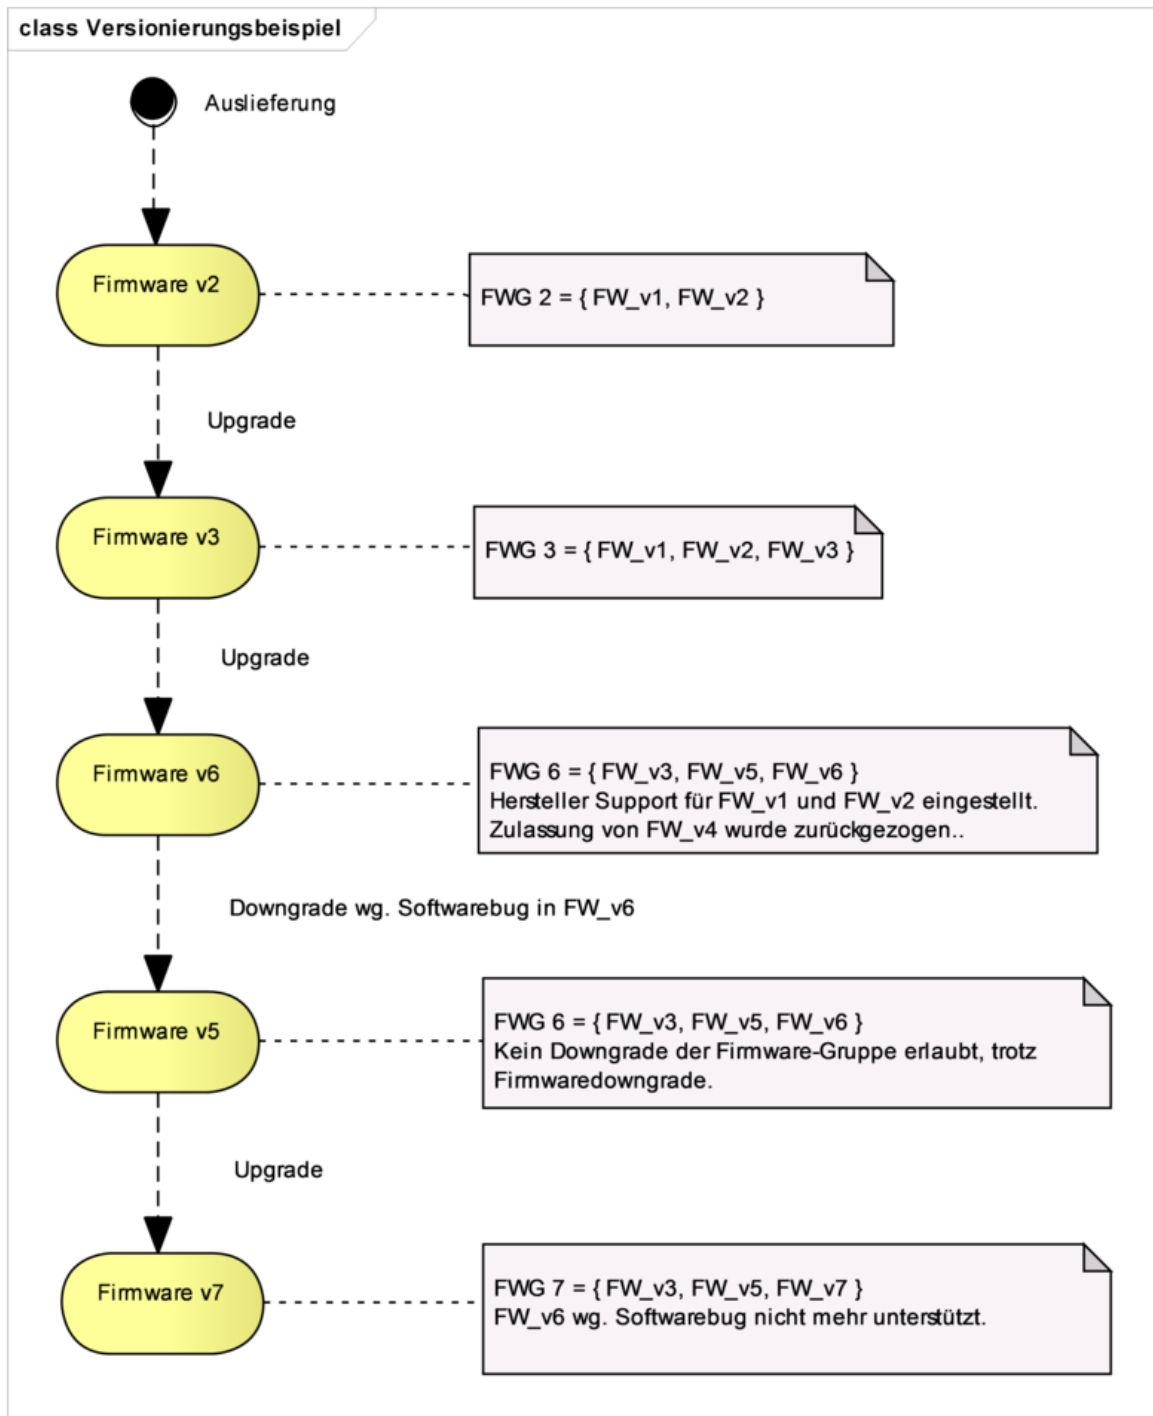 class Versionierungsbeispiel
Auslieferung
Firmware v2
FWG 2 = { FW_v1, FW_v2 }
Upgrade
Firmware v3
FWG 3 = { FW_v1, FW_v2, FW_v3 }
Upgrade
Firmware v6
FWG 6 = { FW_v3, FW_v5, FW_v6 }
Hersteller Support für FW_v1 und FW_v2 eingestellt.
Zulassung von FW_v4 wurde zurückgezogen..
Downgrade wg. Softwarebug in FW_v6
Firmware v5
FWG 6 = { FW_v3, FW_v5, FW_v6 }
Kein Downgrade der Firmware-Gruppe erlaubt, trotz
Firmwaredowngrade.
Upgrade
Firmware v7
FWG 7 = { FW_v3, FW_v5, FW_v7 }
FW_v6 wg. Softwarebug nicht mehr unterstützt.